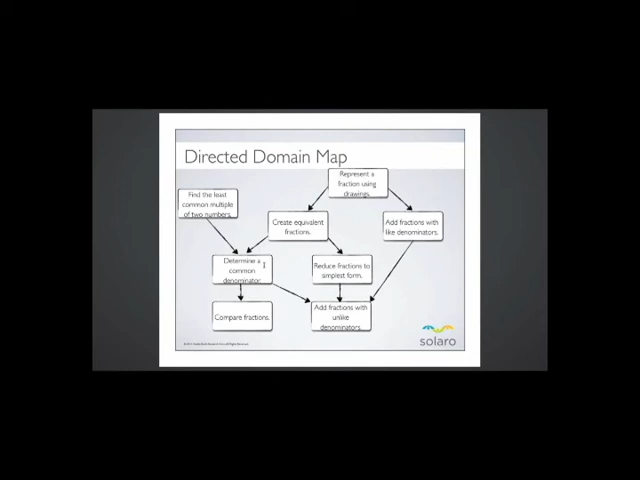 Directed Domain Map
Represent a
fraction using
drawings.
Find the least
common multiple
of two numbers.
Create equivalent
fractions.
Add fractions with
like denominators.
Determine a
common
denominator.
Reduce fractions to
simplest form.
Compare fractions.
Add fractions with
unlike
denominators.
solaro